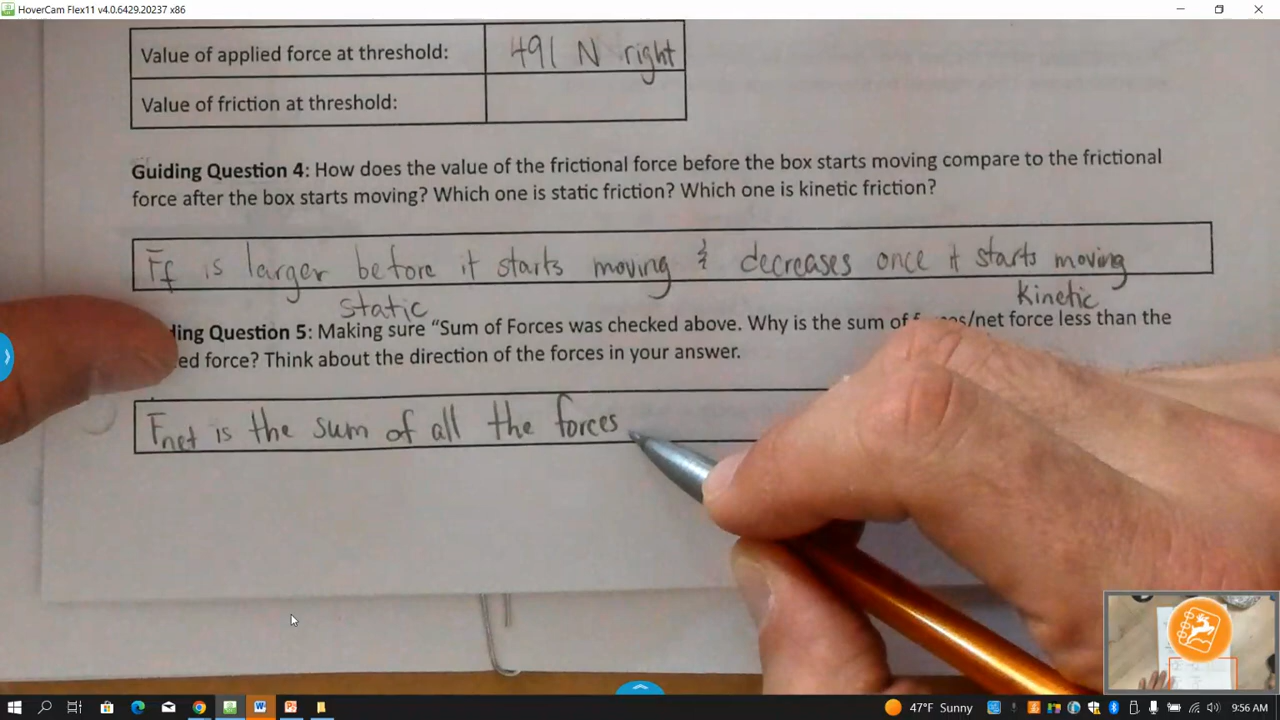 HoverCam Flex11 v4.0.6429.20237 x86
Value of applied force at threshold: 491 N right
Value of friction at threshold:
Guiding Question 4: How does the value of the frictional force before the box starts moving compare to the frictional
force after the box starts moving? Which one is static friction? Which one is kinetic friction?
Ff is larger before it starts moving & decreases once it starts moving
static kinetic
ding Question 5: Making sure “Sum of Forces was checked above. Why is the sum of /net force less than the
ed force? Think about the direction of the forces in your answer.
Fnet is the sum of all the forces
47°F Sunny 9:56 AM